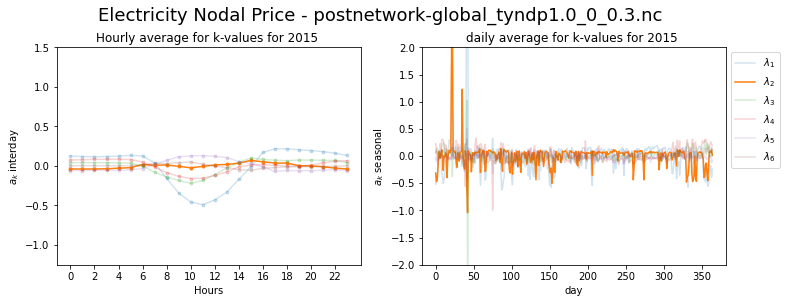 Electricity Nodal Price - postnetwork-global_tyndp1.0_0_0.3.nc
Hourly average for k-values for 2015
a_k interday
1.5
1.0
0.5
0.0
−0.5
−1.0
0 2 4 6 8 10 12 14 16 18 20 22
Hours
daily average for k-values for 2015
a_k seasonal
2.0
1.5
1.0
0.5
0.0
−0.5
−1.0
−1.5
−2.0
0 50 100 150 200 250 300 350
day
λ₁
λ₂
λ₃
λ₄
λ₅
λ₆